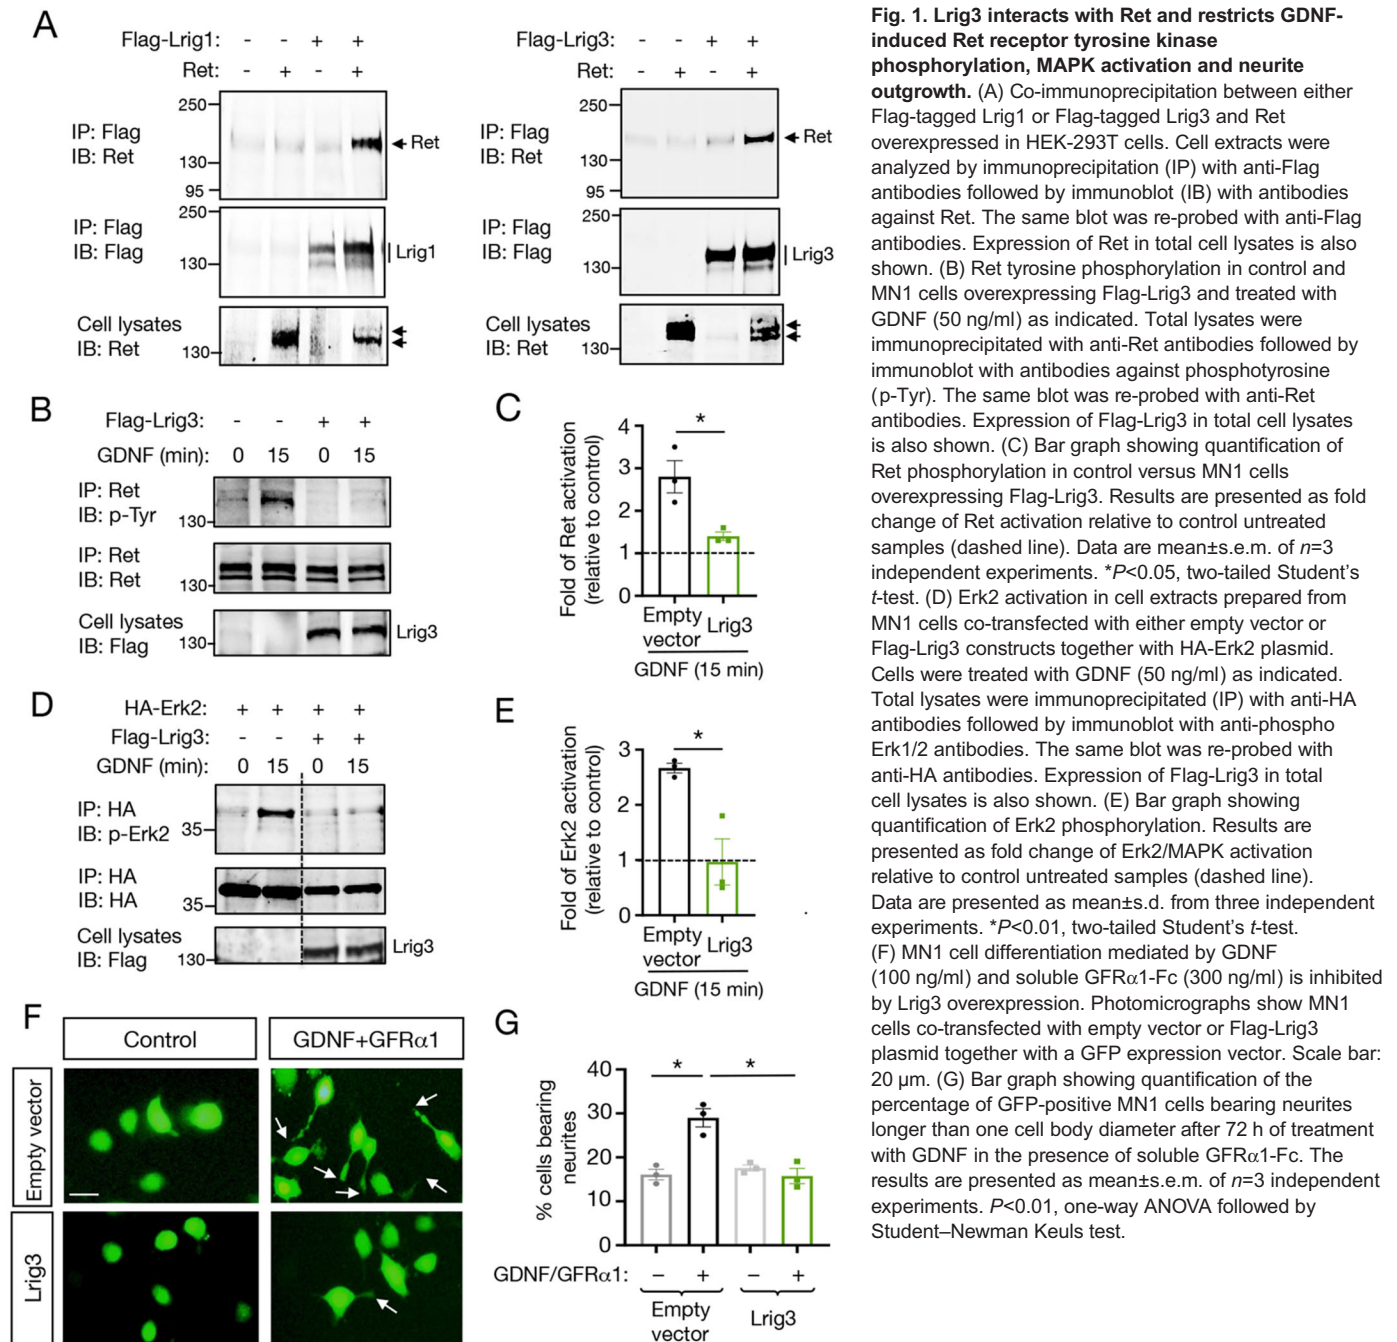 A
Flag-Lrig1: - - + +
Ret: - + - +
250
IP: Flag
IB: Ret
130
95
Ret
250
IP: Flag
IB: Flag
130
Lrig1
Cell lysates
IB: Ret
130
Flag-Lrig3: - - + +
Ret: - + - +
250
IP: Flag
IB: Ret
130
95
Ret
250
IP: Flag
IB: Flag
130
Lrig3
Cell lysates
IB: Ret
130
B
Flag-Lrig3: - - + +
GDNF (min): 0 15 0 15
IP: Ret
IB: p-Tyr
130
IP: Ret
IB: Ret
130
Cell lysates
IB: Flag
130
Lrig3
C
Fold of Ret activation
(relative to control)
4
3
2
1
0
*
Empty
vector
Lrig3
GDNF (15 min)
D
HA-Erk2: + + + +
Flag-Lrig3: - - + +
GDNF (min): 0 15 0 15
IP: HA
IB: p-Erk2
35
IP: HA
IB: HA
35
Cell lysates
IB: Flag
130
Lrig3
E
Fold of Erk2 activation
(relative to control)
3
2
1
0
*
Empty
vector
Lrig3
GDNF (15 min)
F
Control
GDNF+GFRα1
Empty vector
Lrig3
G
% cells bearing
neurites
40
30
20
10
0
* *
GDNF/GFRα1: − + − +
Empty
vector
Lrig3
Fig. 1. Lrig3 interacts with Ret and restricts GDNF-
induced Ret receptor tyrosine kinase
phosphorylation, MAPK activation and neurite
outgrowth. (A) Co-immunoprecipitation between either
Flag-tagged Lrig1 or Flag-tagged Lrig3 and Ret
overexpressed in HEK-293T cells. Cell extracts were
analyzed by immunoprecipitation (IP) with anti-Flag
antibodies followed by immunoblot (IB) with antibodies
against Ret. The same blot was re-probed with anti-Flag
antibodies. Expression of Ret in total cell lysates is also
shown. (B) Ret tyrosine phosphorylation in control and
MN1 cells overexpressing Flag-Lrig3 and treated with
GDNF (50 ng/ml) as indicated. Total lysates were
immunoprecipitated with anti-Ret antibodies followed by
immunoblot with antibodies against phosphotyrosine
(p-Tyr). The same blot was re-probed with anti-Ret
antibodies. Expression of Flag-Lrig3 in total cell lysates
is also shown. (C) Bar graph showing quantification of
Ret phosphorylation in control versus MN1 cells
overexpressing Flag-Lrig3. Results are presented as fold
change of Ret activation relative to control untreated
samples (dashed line). Data are mean±s.e.m. of n=3
independent experiments. *P<0.05, two-tailed Student's
t-test. (D) Erk2 activation in cell extracts prepared from
MN1 cells co-transfected with either empty vector or
Flag-Lrig3 constructs together with HA-Erk2 plasmid.
Cells were treated with GDNF (50 ng/ml) as indicated.
Total lysates were immunoprecipitated (IP) with anti-HA
antibodies followed by immunoblot with anti-phospho
Erk1/2 antibodies. The same blot was re-probed with
anti-HA antibodies. Expression of Flag-Lrig3 in total
cell lysates is also shown. (E) Bar graph showing
quantification of Erk2 phosphorylation. Results are
presented as fold change of Erk2/MAPK activation
relative to control untreated samples (dashed line).
Data are presented as mean±s.d. from three independent
experiments. *P<0.01, two-tailed Student's t-test.
(F) MN1 cell differentiation mediated by GDNF
(100 ng/ml) and soluble GFRα1-Fc (300 ng/ml) is inhibited
by Lrig3 overexpression. Photomicrographs show MN1
cells co-transfected with empty vector or Flag-Lrig3
plasmid together with a GFP expression vector. Scale bar:
20 µm. (G) Bar graph showing quantification of the
percentage of GFP-positive MN1 cells bearing neurites
longer than one cell body diameter after 72 h of treatment
with GDNF in the presence of soluble GFRα1-Fc. The
results are presented as mean±s.e.m. of n=3 independent
experiments. P<0.01, one-way ANOVA followed by
Student–Newman Keuls test.